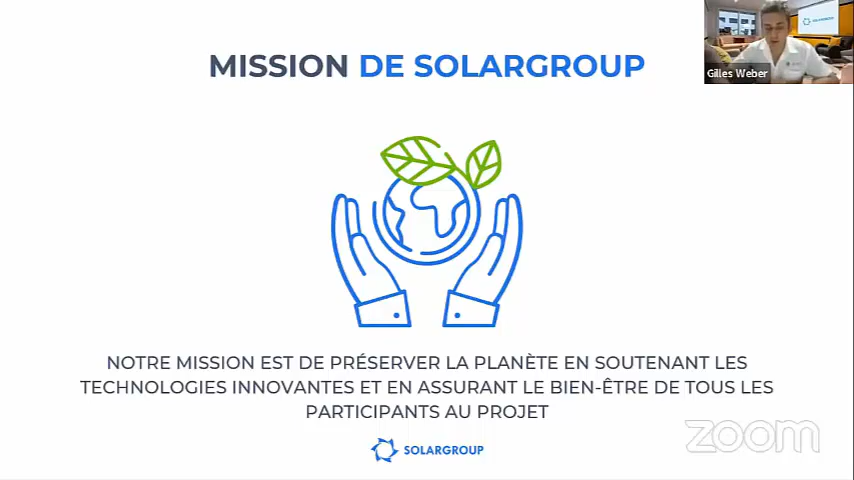 MISSION DE SOLARGROUP
Gilles Weber
NOTRE MISSION EST DE PRÉSERVER LA PLANÈTE EN SOUTENANT LES
TECHNOLOGIES INNOVANTES ET EN ASSURANT LE BIEN-ÊTRE DE TOUS LES
PARTICIPANTS AU PROJET
SOLARGROUP
zoom